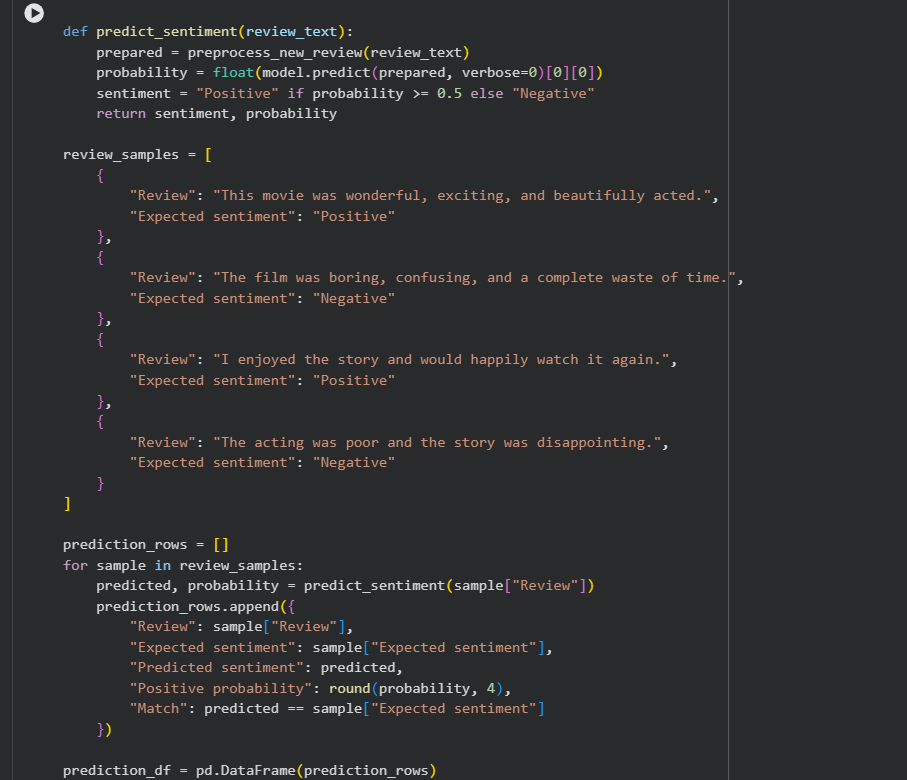 def predict_sentiment(review_text):
    prepared = preprocess_new_review(review_text)
    probability = float(model.predict(prepared, verbose=0)[0][0])
    sentiment = "Positive" if probability >= 0.5 else "Negative"
    return sentiment, probability

review_samples = [
    {
        "Review": "This movie was wonderful, exciting, and beautifully acted.",
        "Expected sentiment": "Positive"
    },
    {
        "Review": "The film was boring, confusing, and a complete waste of time.",
        "Expected sentiment": "Negative"
    },
    {
        "Review": "I enjoyed the story and would happily watch it again.",
        "Expected sentiment": "Positive"
    },
    {
        "Review": "The acting was poor and the story was disappointing.",
        "Expected sentiment": "Negative"
    }
]

prediction_rows = []
for sample in review_samples:
    predicted, probability = predict_sentiment(sample["Review"])
    prediction_rows.append({
        "Review": sample["Review"],
        "Expected sentiment": sample["Expected sentiment"],
        "Predicted sentiment": predicted,
        "Positive probability": round(probability, 4),
        "Match": predicted == sample["Expected sentiment"]
    })

prediction_df = pd.DataFrame(prediction_rows)